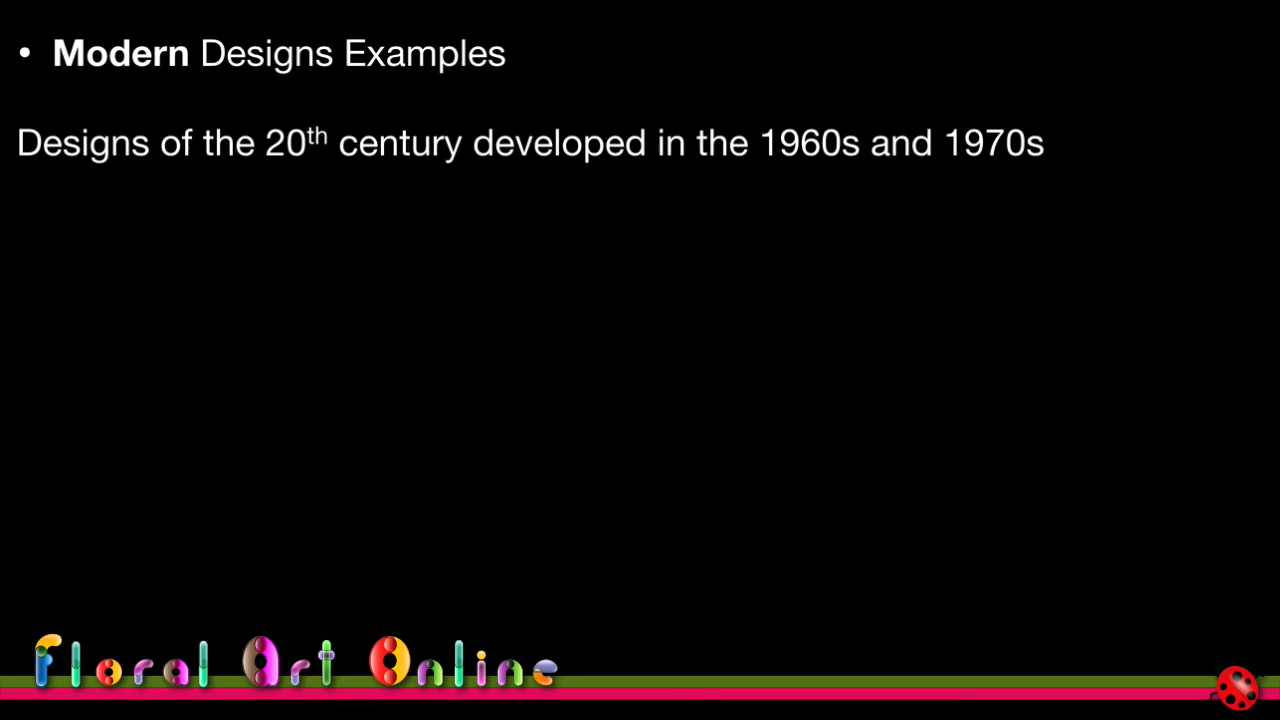 • Modern Designs Examples
Designs of the 20th century developed in the 1960s and 1970s
Floral Art Online